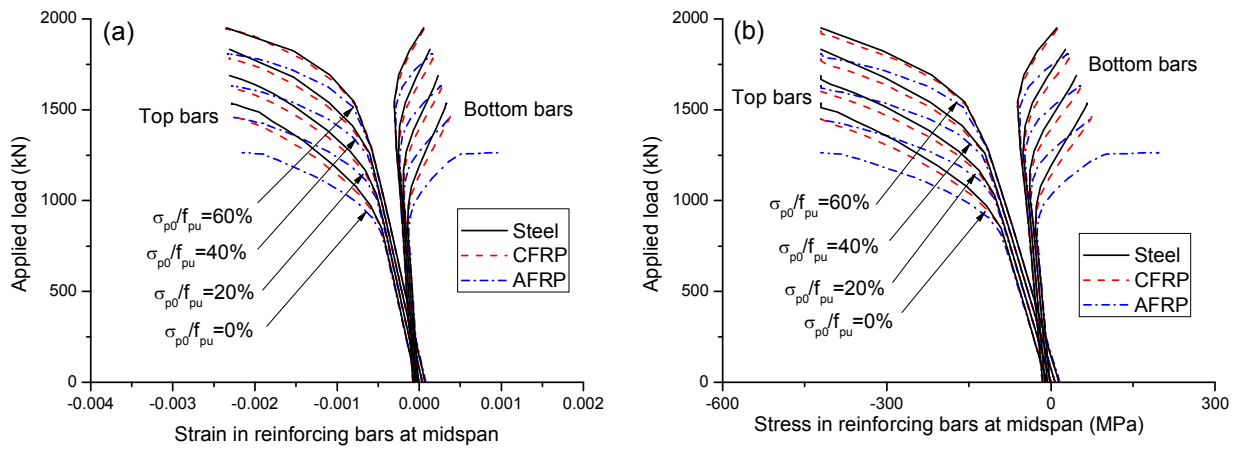 (a)
2000
1500
1000
500
0
Applied load (kN)
Top bars
Bottom bars
σp0/fpu=60%
σp0/fpu=40%
σp0/fpu=20%
σp0/fpu=0%
Steel
CFRP
AFRP
-0.004 -0.003 -0.002 -0.001 0.000 0.001 0.002
Strain in reinforcing bars at midspan
(b)
2000
1500
1000
500
0
Applied load (kN)
Top bars
Bottom bars
σp0/fpu=60%
σp0/fpu=40%
σp0/fpu=20%
σp0/fpu=0%
Steel
CFRP
AFRP
-600 -300 0 300
Stress in reinforcing bars at midspan (MPa)